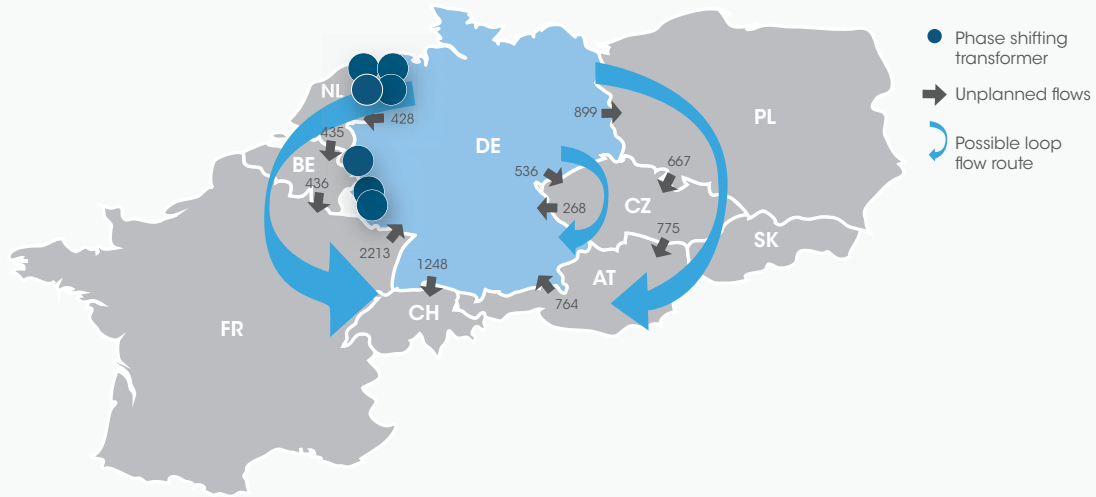 Phase shifting
transformer
Unplanned flows
Possible loop
flow route
NL
428
435
BE
436
2213
1248
DE
899
PL
667
536
268
CZ
775
SK
AT
764
CH
FR